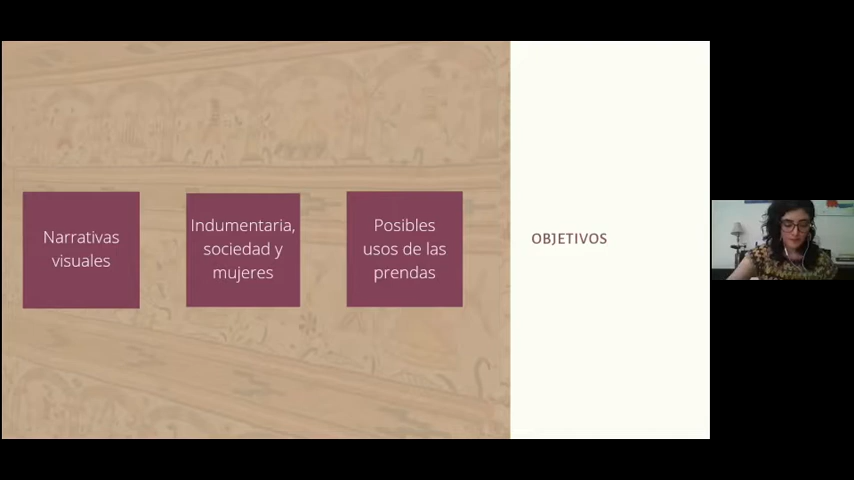 Narrativas
visuales
Indumentaria,
sociedad y
mujeres
Posibles
usos de las
prendas
OBJETIVOS